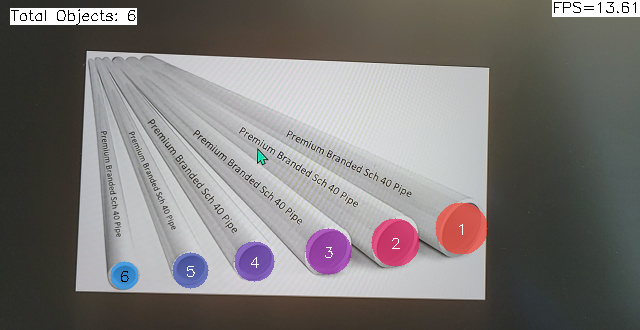 Total Objects: 6
FPS=13.61
Premium Branded Sch 40 Pipe
Premium Branded Sch 40 Pipe
Premium Branded Sch 40 Pipe
Premium Branded Sch 40 Pipe
Premium Branded Sch 40 Pipe
Premium Branded Sch 40 Pipe
6
5
4
3
2
1